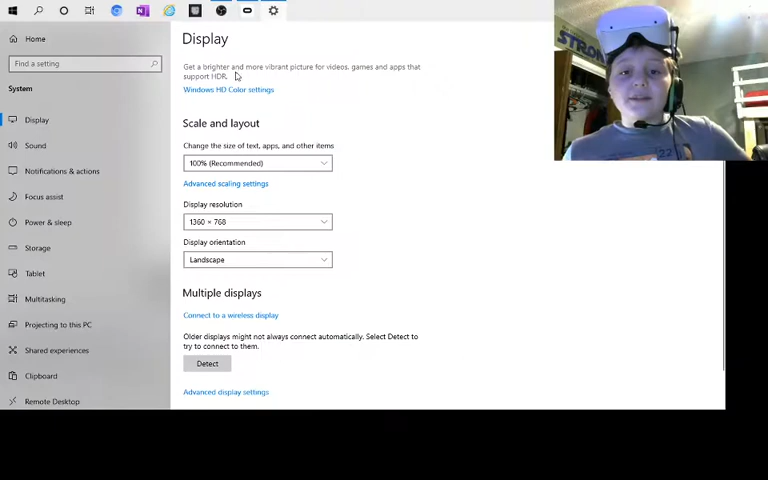 Home
Find a setting
System
Display
Sound
Notifications & actions
Focus assist
Power & sleep
Storage
Tablet
Multitasking
Projecting to this PC
Shared experiences
Clipboard
Remote Desktop
Display
Get a brighter and more vibrant picture for videos, games and apps that
support HDR.
Windows HD Color settings
Scale and layout
Change the size of text, apps, and other items
100% (Recommended)
Advanced scaling settings
Display resolution
1360 × 768
Display orientation
Landscape
Multiple displays
Connect to a wireless display
Older displays might not always connect automatically. Select Detect to
try to connect to them.
Detect
Advanced display settings
STRON
22